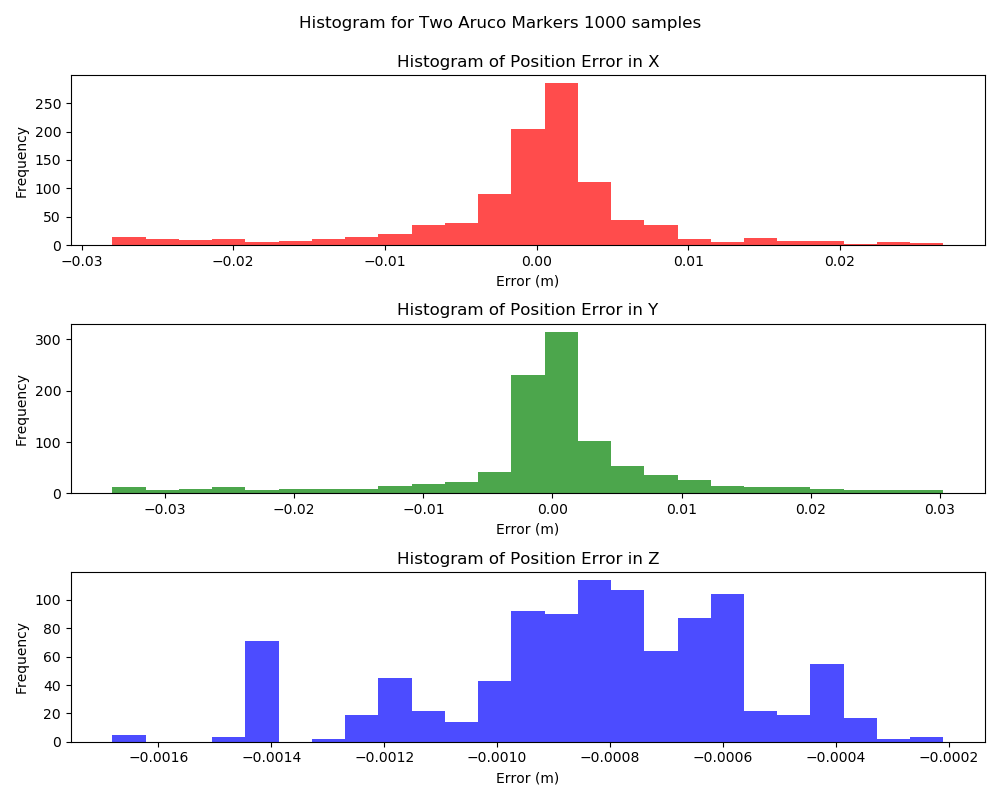 Histogram for Two Aruco Markers 1000 samples
Histogram of Position Error in X
Frequency
250
200
150
100
50
0
−0.03 −0.02 −0.01 0.00 0.01 0.02
Error (m)
Histogram of Position Error in Y
Frequency
300
200
100
0
−0.03 −0.02 −0.01 0.00 0.01 0.02 0.03
Error (m)
Histogram of Position Error in Z
Frequency
100
80
60
40
20
0
−0.0016 −0.0014 −0.0012 −0.0010 −0.0008 −0.0006 −0.0004 −0.0002
Error (m)